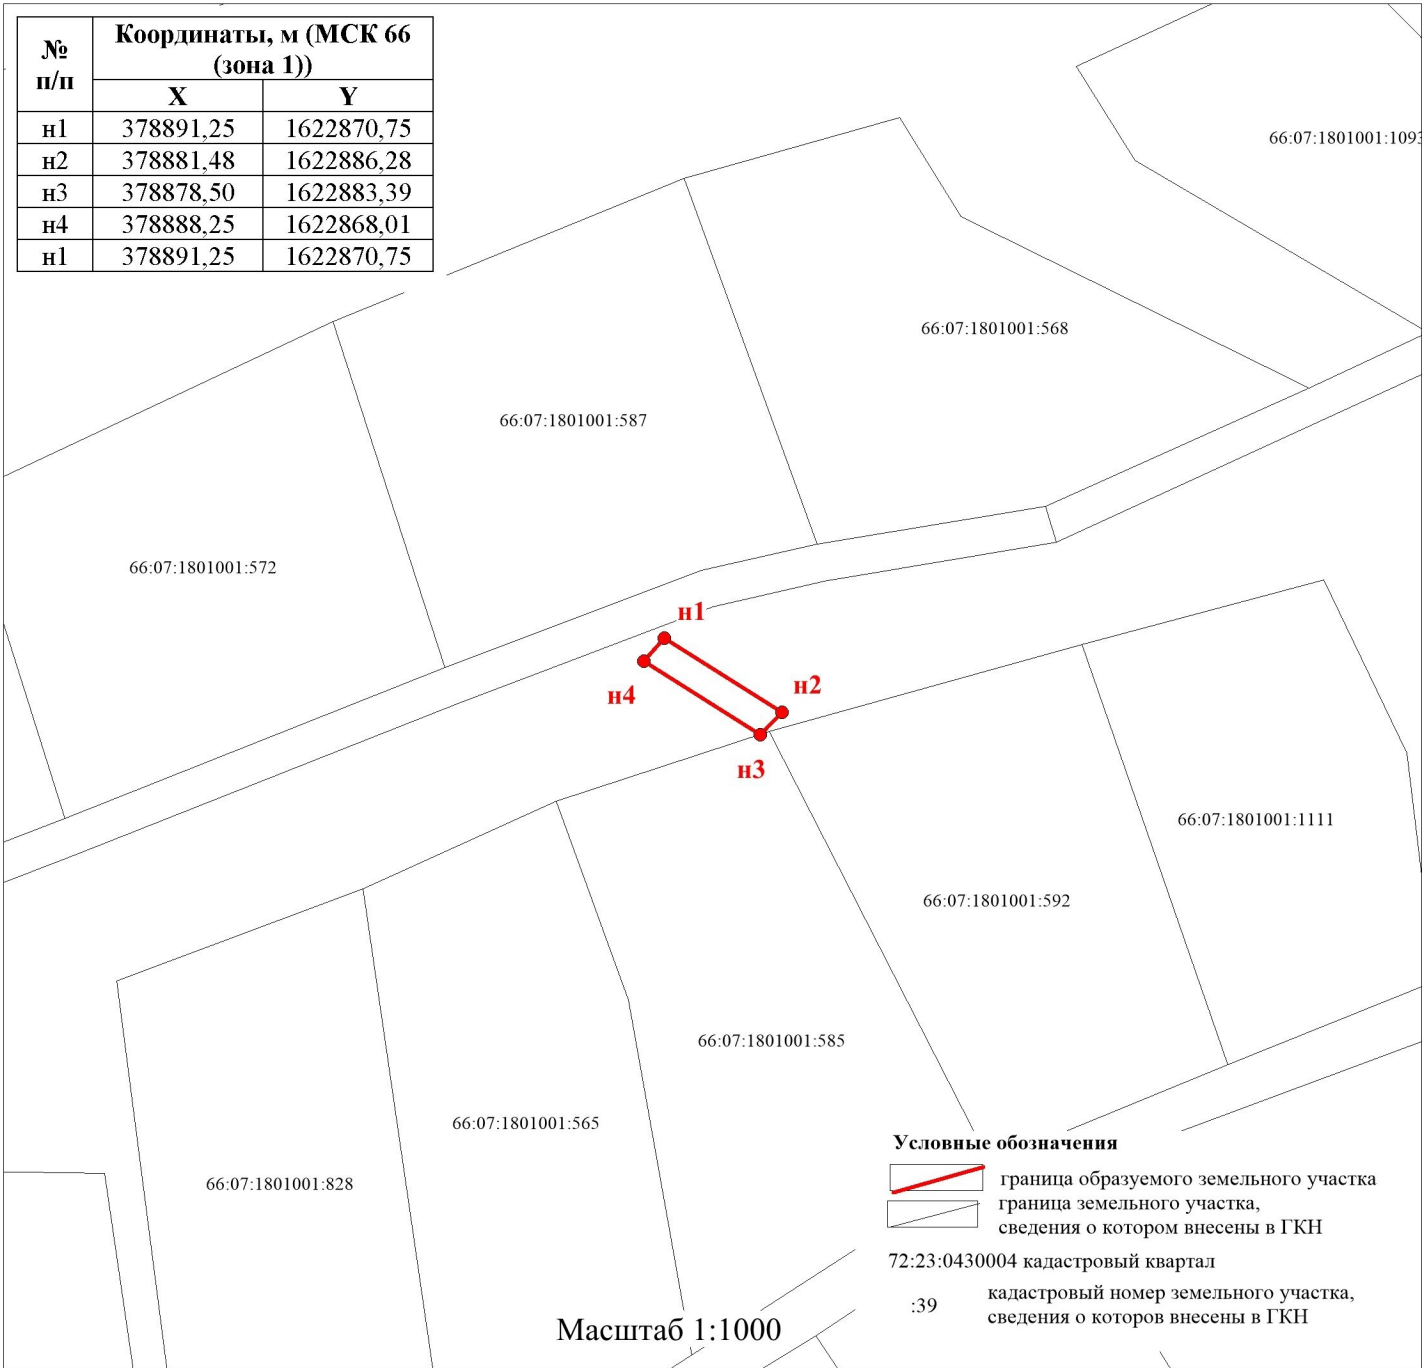 №
п/п
Координаты, м (МСК 66
(зона 1))
X
Y
н1 378891,25 1622870,75
н2 378881,48 1622886,28
н3 378878,50 1622883,39
н4 378888,25 1622868,01
н1 378891,25 1622870,75
66:07:1801001:1093
66:07:1801001:568
66:07:1801001:587
66:07:1801001:572
н1
н2
н4
н3
66:07:1801001:1111
66:07:1801001:592
66:07:1801001:585
66:07:1801001:565
66:07:1801001:828
Условные обозначения
граница образуемого земельного участка
граница земельного участка,
сведения о котором внесены в ГКН
72:23:0430004 кадастровый квартал
:39
кадастровый номер земельного участка,
сведения о которов внесены в ГКН
Масштаб 1:1000